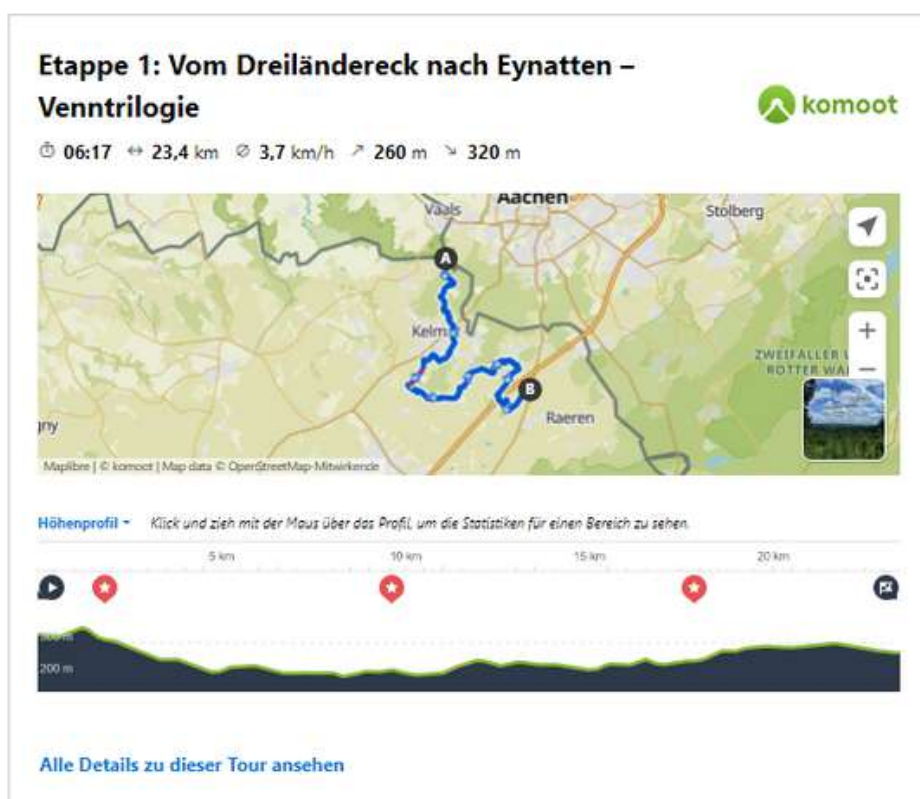 Etappe 1: Vom Dreiländereck nach Eynatten –
Venntrilogie
komoot
06:17 23,4 km 3,7 km/h 260 m 320 m
Aachen
Vaals
Stolberg
A
Kelm
ZWEIFALLER
ROTTER WA
B
Raeren
gny
Maplibre | © komoot | Map data © OpenStreetMap-Mitwirkende
Höhenprofil Klick und zieh mit der Maus über das Profil, um die Statistiken für einen Bereich zu sehen.
5 km 10 km 15 km 20 km
200 m
Alle Details zu dieser Tour ansehen